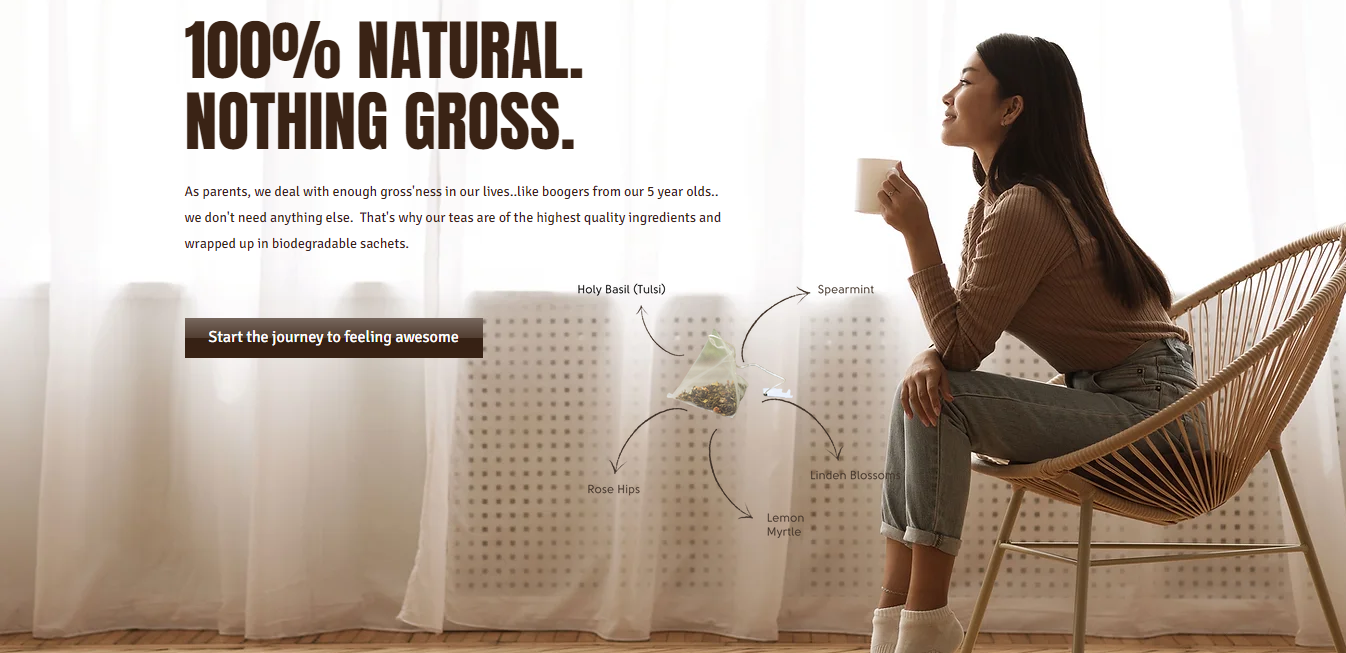 100% NATURAL.
NOTHING GROSS.
As parents, we deal with enough gross'ness in our lives..like boogers from our 5 year olds..
we don't need anything else.  That's why our teas are of the highest quality ingredients and
wrapped up in biodegradable sachets.
Holy Basil (Tulsi)
Spearmint
Start the journey to feeling awesome
Linden Blossoms
Rose Hips
Lemon
Myrtle